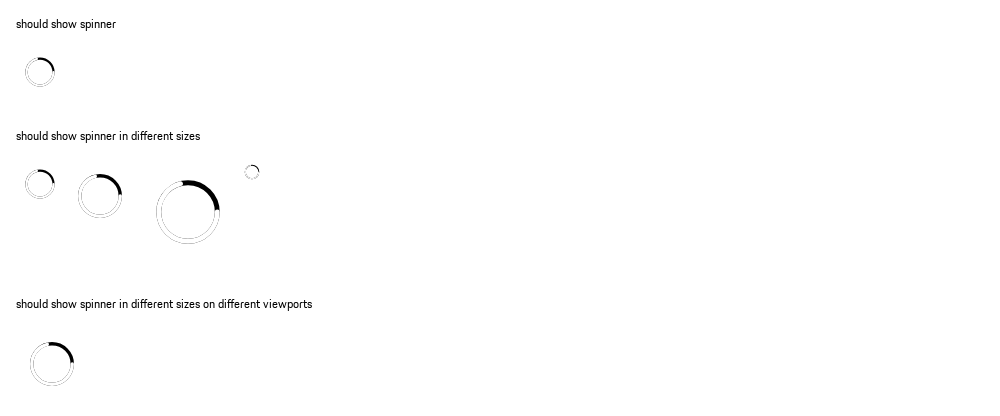 should show spinner
should show spinner in different sizes
should show spinner in different sizes on different viewports